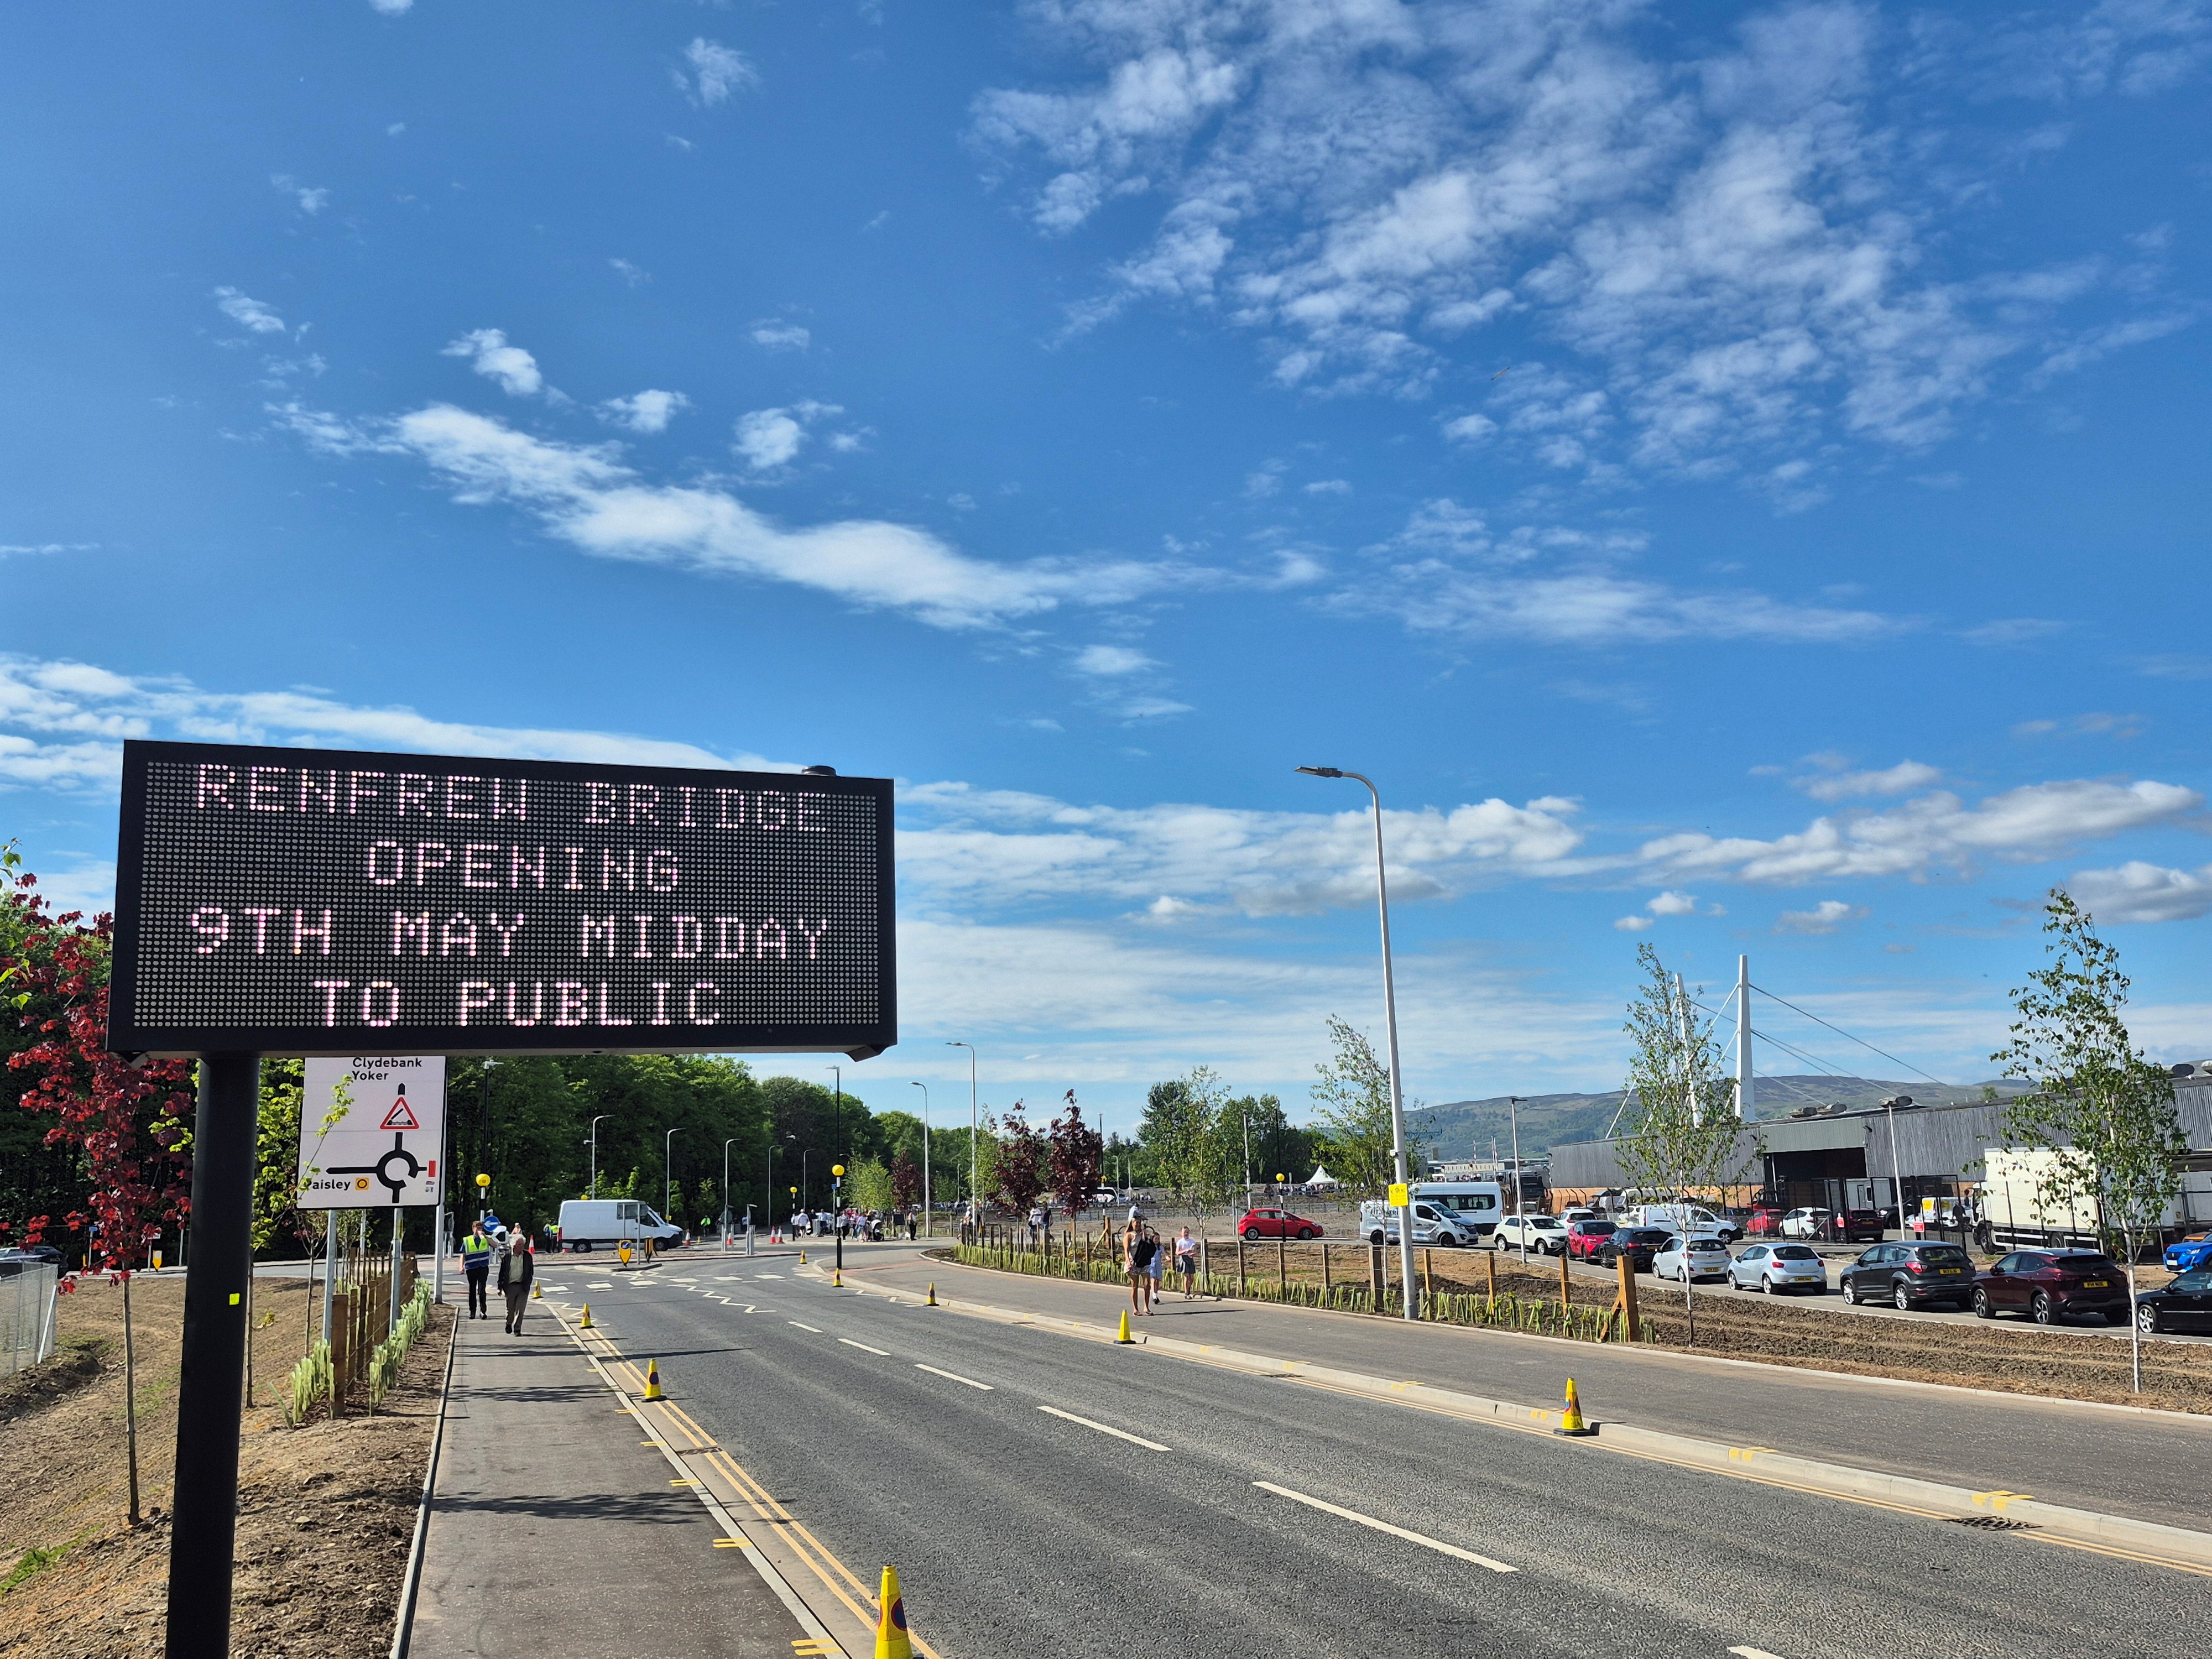 RENFREW BRIDGE
OPENING
9TH MAY MIDDAY
TO PUBLIC
Clydebank
Yoker
Paisley